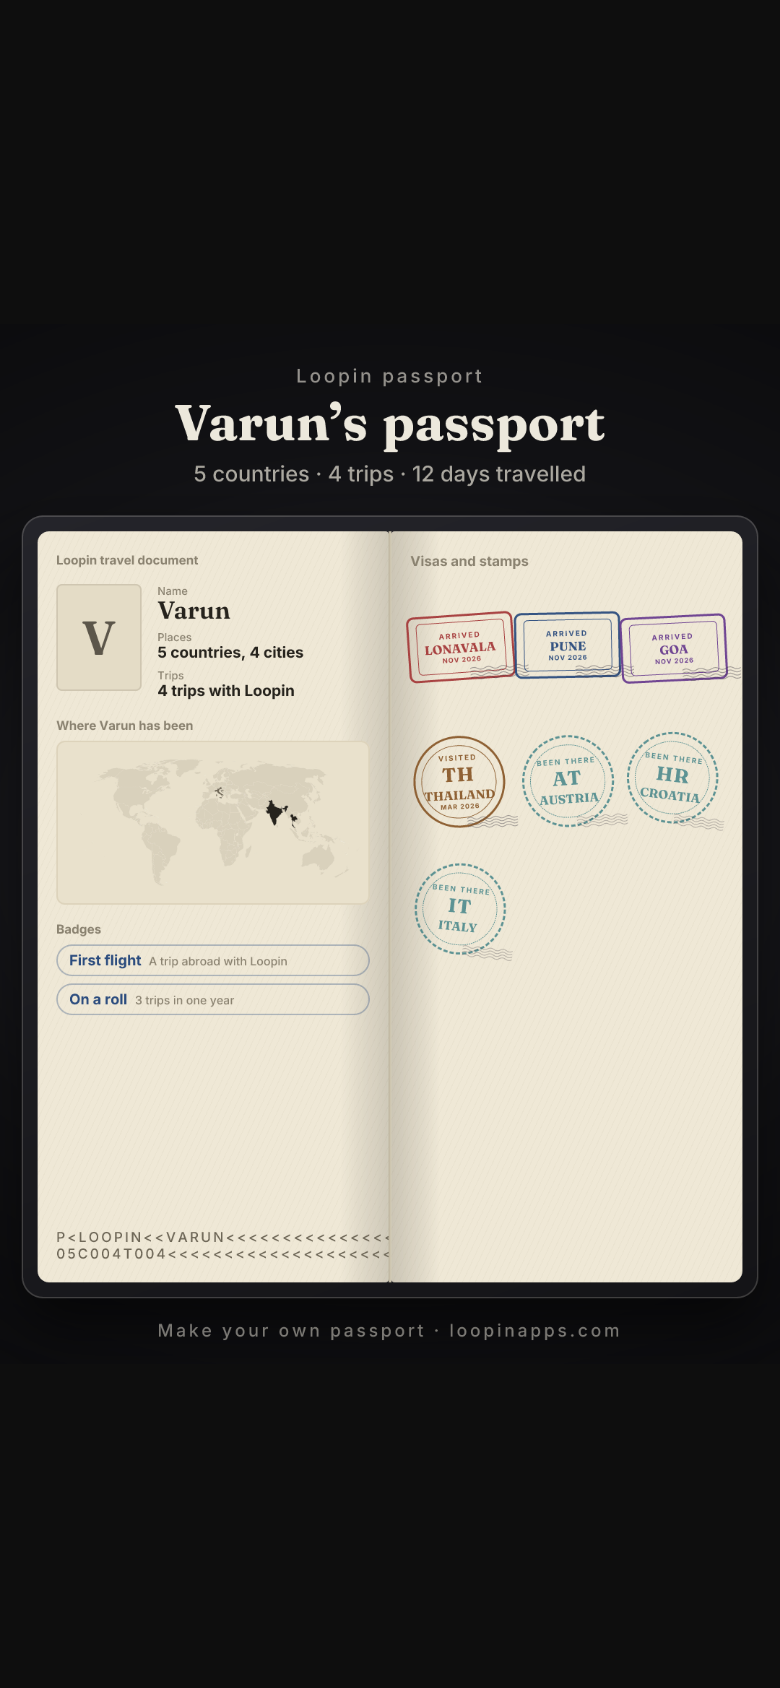 Loopin passport
Varun's passport
5 countries · 4 trips · 12 days travelled
Loopin travel document
V
Name
Varun
Places
5 countries, 4 cities
Trips
4 trips with Loopin
Where Varun has been
Badges
First flight A trip abroad with Loopin
On a roll 3 trips in one year
P<LOOPIN<<VARUN<<<<<<<<<<<<<<<
05C004T004<<<<<<<<<<<<<<<<<<<<
Visas and stamps
ARRIVED
LONAVALA
NOV 2026
ARRIVED
PUNE
NOV 2026
ARRIVED
GOA
NOV 2026
VISITED
TH
THAILAND
MAR 2026
BEEN THERE
AT
AUSTRIA
BEEN THERE
HR
CROATIA
BEEN THERE
IT
ITALY
Make your own passport · loopinapps.com